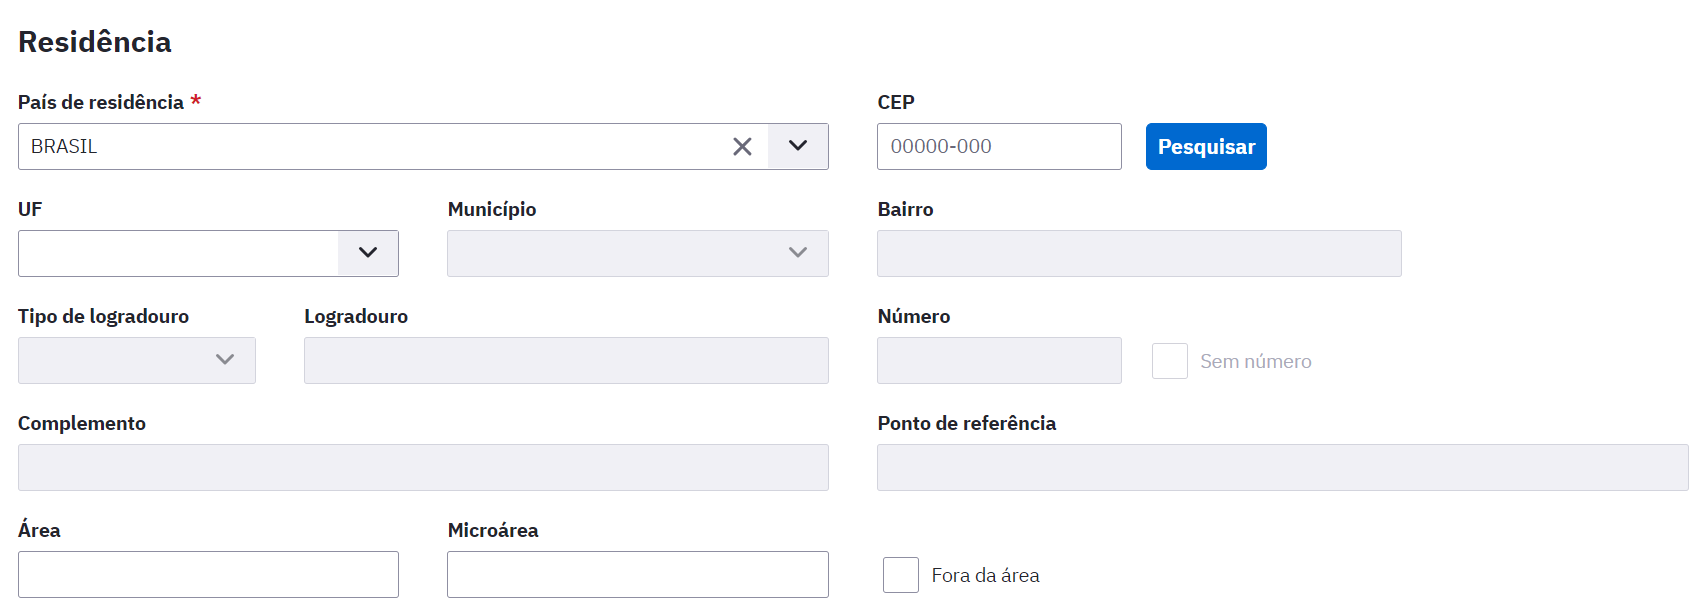 Residência
País de residência *
CEP
BRASIL
00000-000
Pesquisar
UF
Município
Bairro
Tipo de logradouro
Logradouro
Número
Sem número
Complemento
Ponto de referência
Área
Microárea
Fora da área